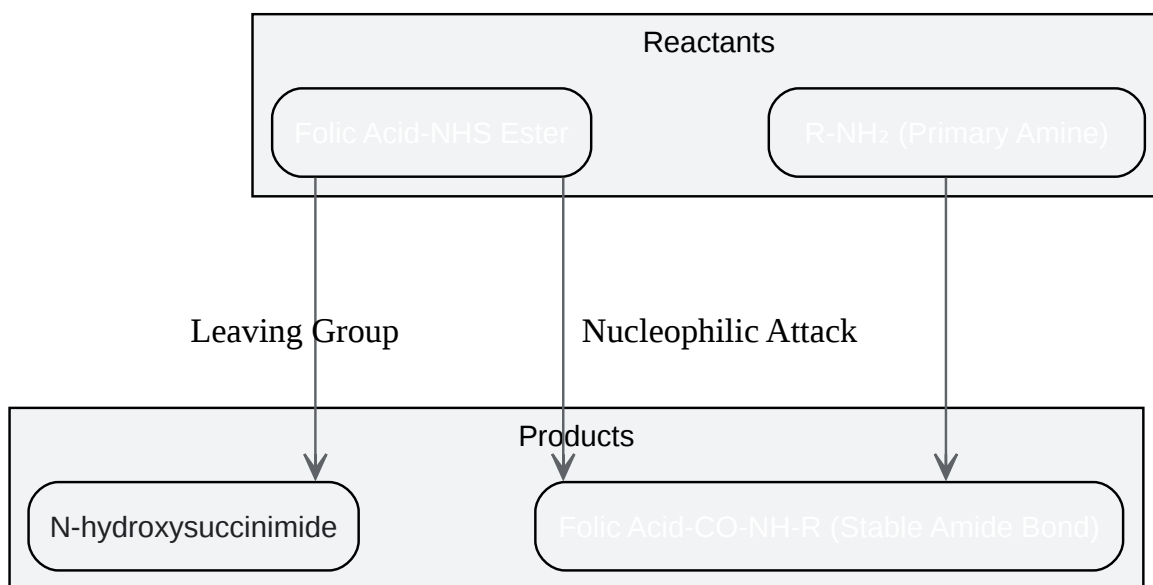 Reactants
Folic Acid-NHS Ester
R-NH₂ (Primary Amine)
Leaving Group
Nucleophilic Attack
Products
N-hydroxysuccinimide
Folic Acid-CO-NH-R (Stable Amide Bond)